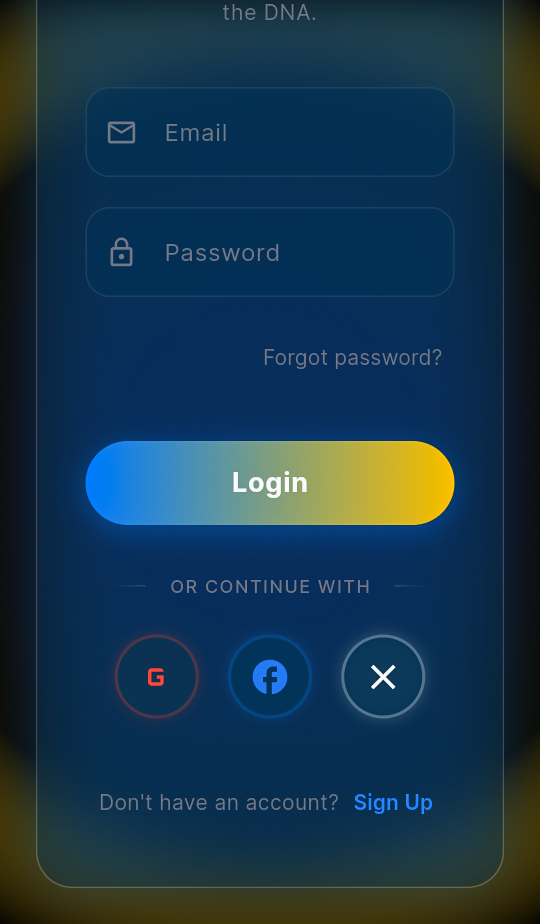 the DNA.
Email
Password
Forgot password?
Login
OR CONTINUE WITH
G
Don't have an account? Sign Up